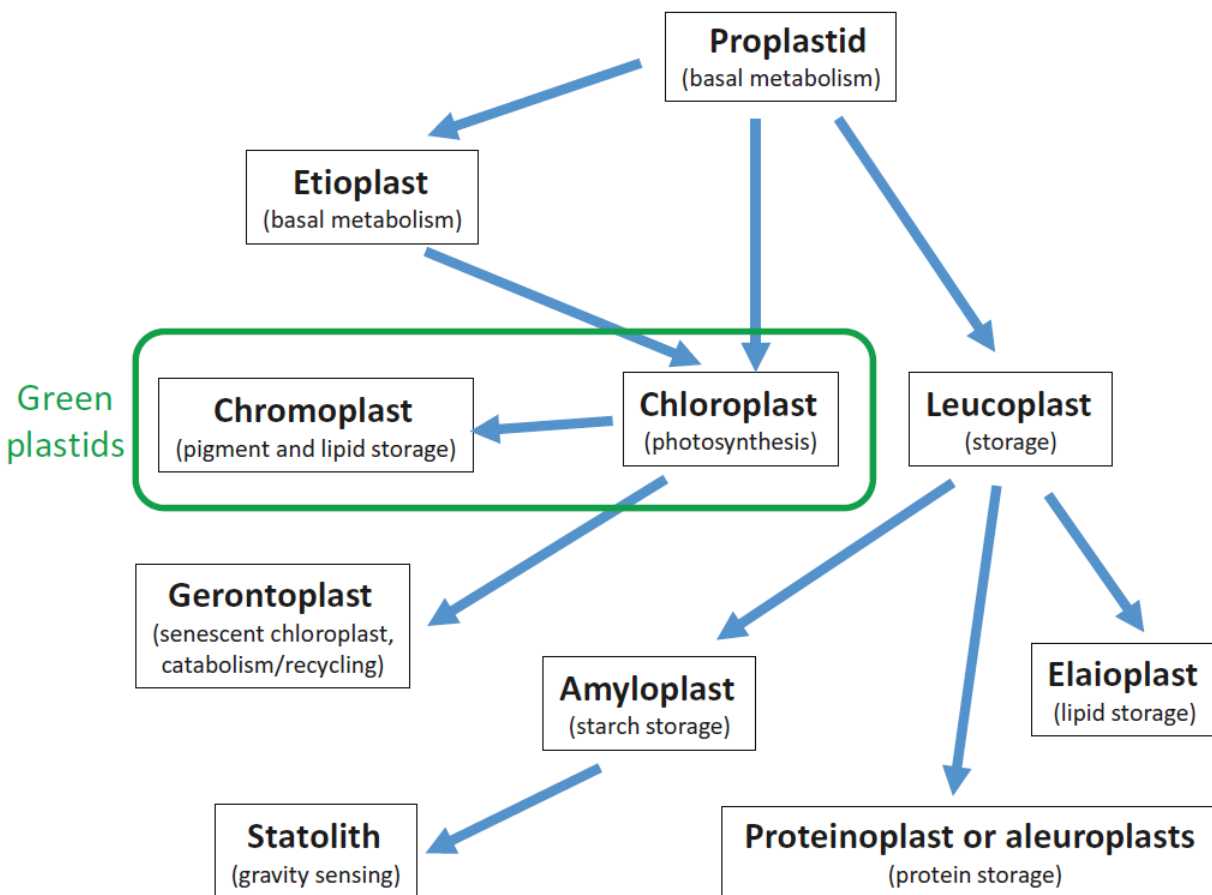 Proplastid
(basal metabolism)
Etioplast
(basal metabolism)
Green
plastids
Chromoplast
(pigment and lipid storage)
Chloroplast
(photosynthesis)
Leucoplast
(storage)
Gerontoplast
(senescent chloroplast,
catabolism/recycling)
Amyloplast
(starch storage)
Elaioplast
(lipid storage)
Statolith
(gravity sensing)
Proteinoplast or aleuroplasts
(protein storage)